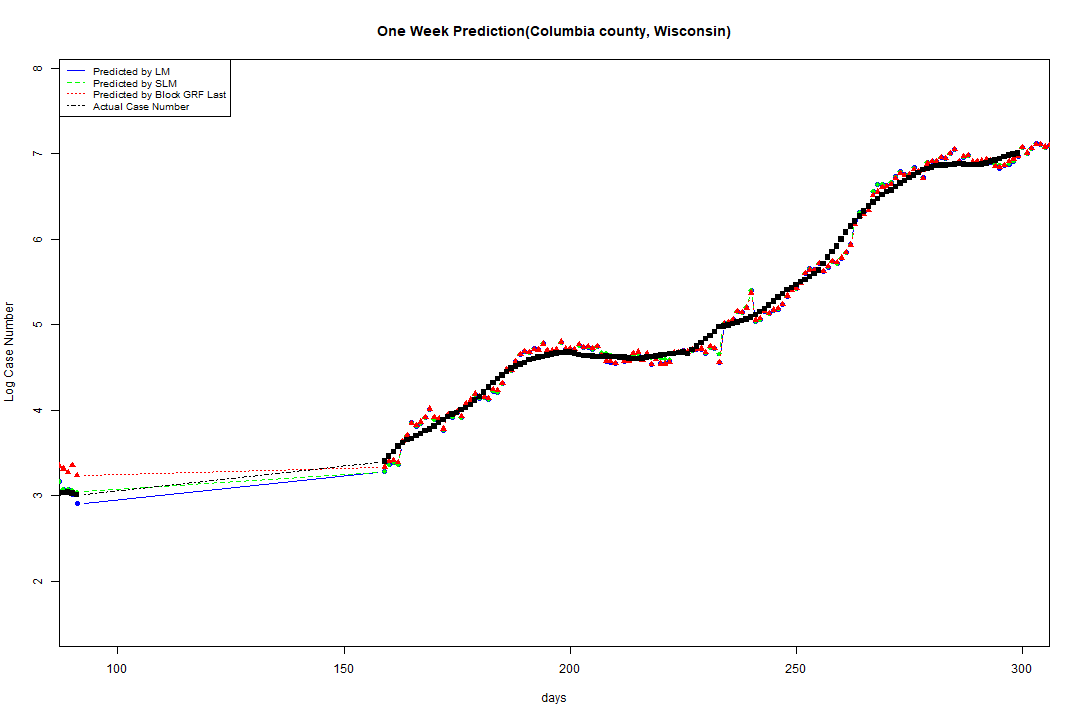 One Week Prediction(Columbia county, Wisconsin)
Predicted by LM
Predicted by SLM
Predicted by Block GRF Last
Actual Case Number
8
7
6
5
4
3
2
Log Case Number
100 150 200 250 300
days